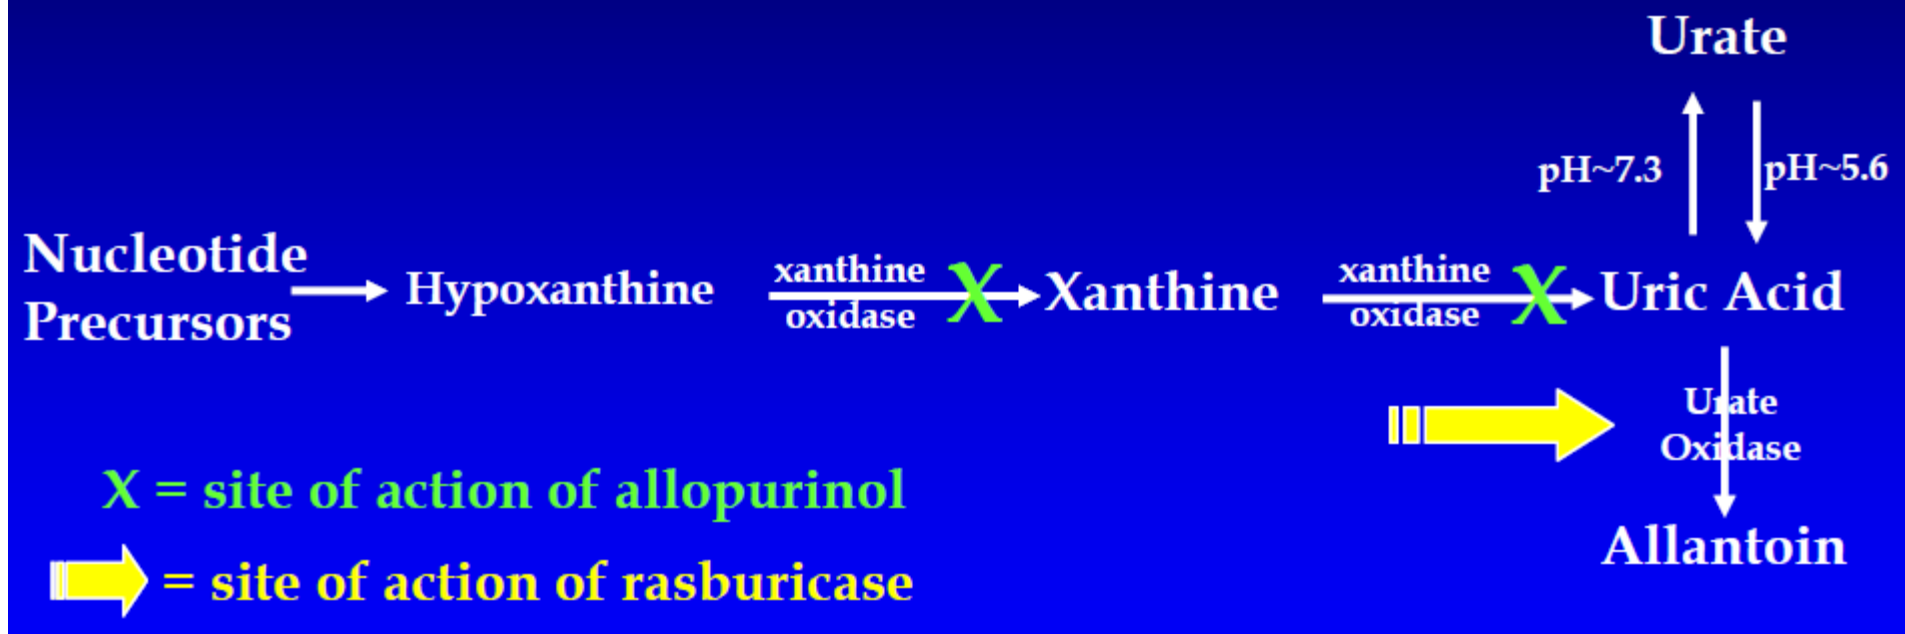 Urate
pH~7.3
pH~5.6
Nucleotide
Precursors
Hypoxanthine
xanthine
oxidase
X
Xanthine
xanthine
oxidase
X
Uric Acid
Urate
Oxidase
Allantoin
X = site of action of allopurinol
= site of action of rasburicase